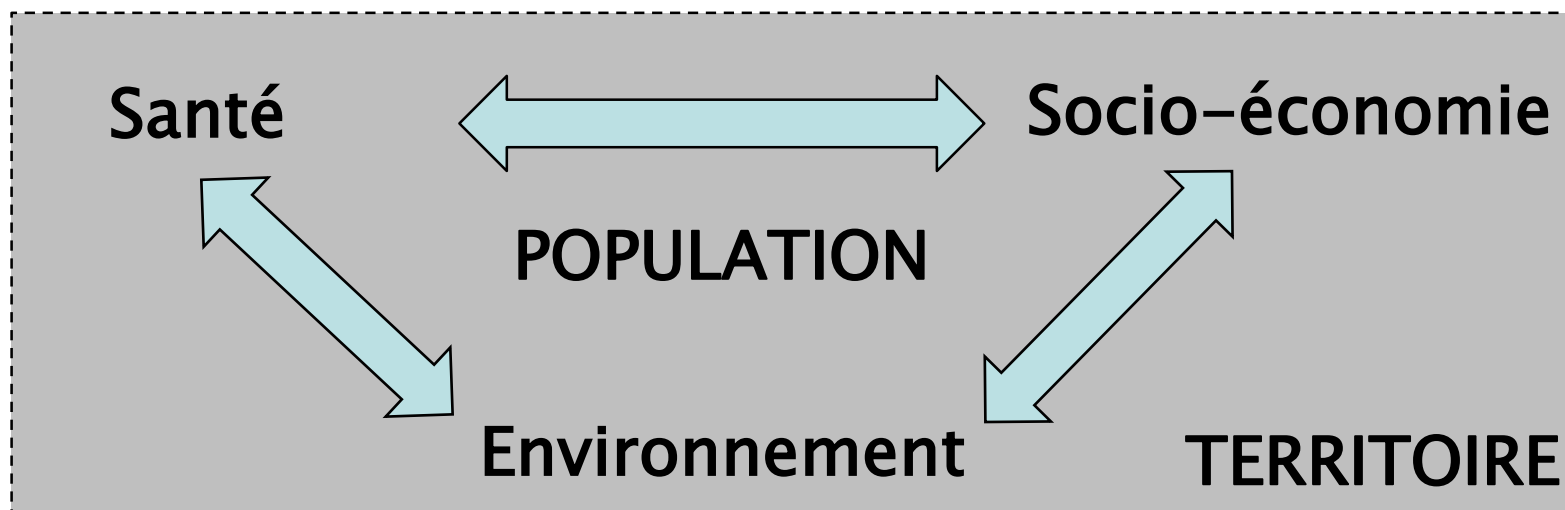 Santé
Socio-économie
POPULATION
Environnement
TERRITOIRE